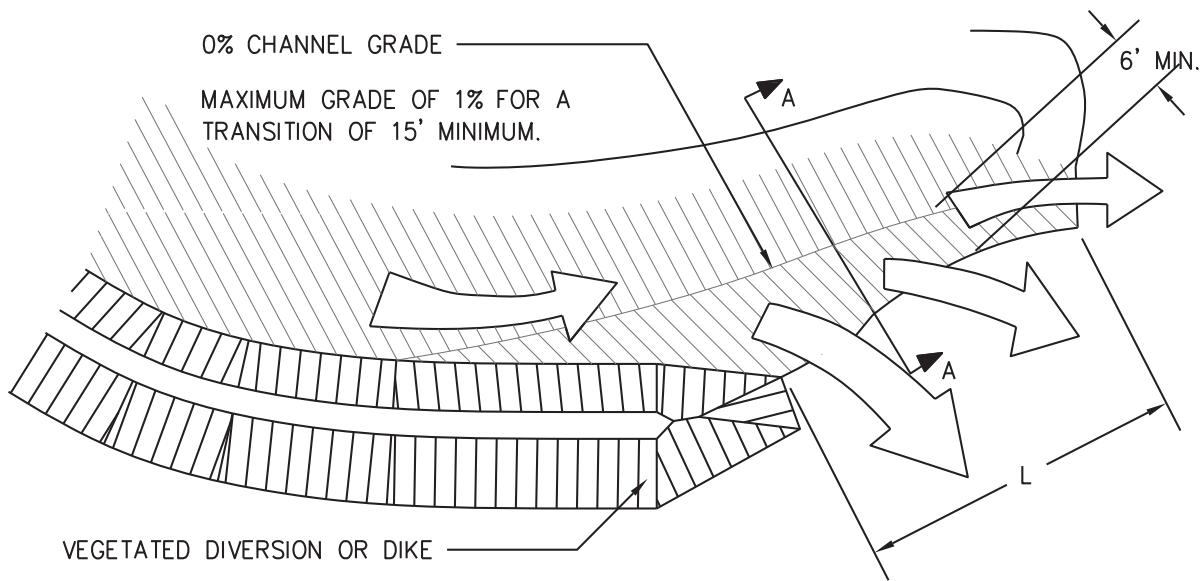 0% CHANNEL GRADE
MAXIMUM GRADE OF 1% FOR A
TRANSITION OF 15' MINIMUM.
6' MIN.
A
A
L
VEGETATED DIVERSION OR DIKE